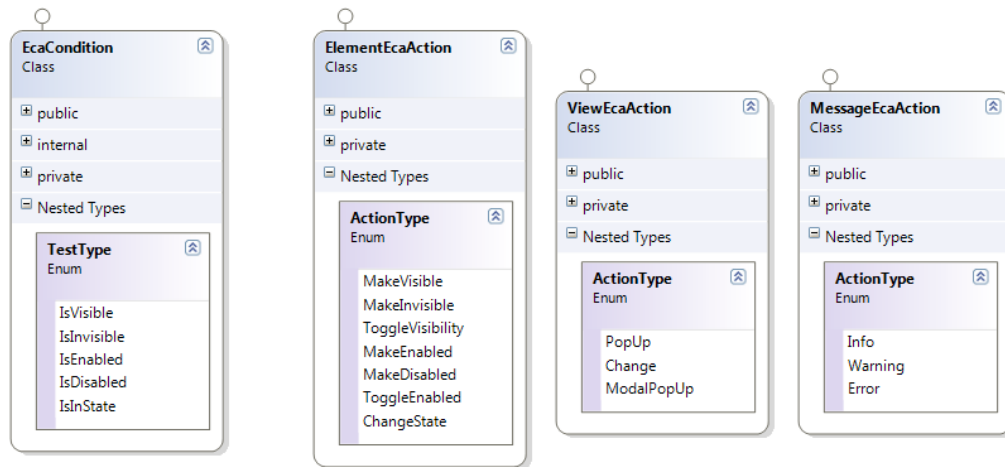 EcaCondition
Class
public
internal
private
Nested Types
TestType
Enum
IsVisible
IsInvisible
IsEnabled
IsDisabled
IsInState
ElementEcaAction
Class
public
private
Nested Types
ActionType
Enum
MakeVisible
MakeInvisible
ToggleVisibility
MakeEnabled
MakeDisabled
ToggleEnabled
ChangeState
ViewEcaAction
Class
public
private
Nested Types
ActionType
Enum
PopUp
Change
ModalPopUp
MessageEcaAction
Class
public
private
Nested Types
ActionType
Enum
Info
Warning
Error